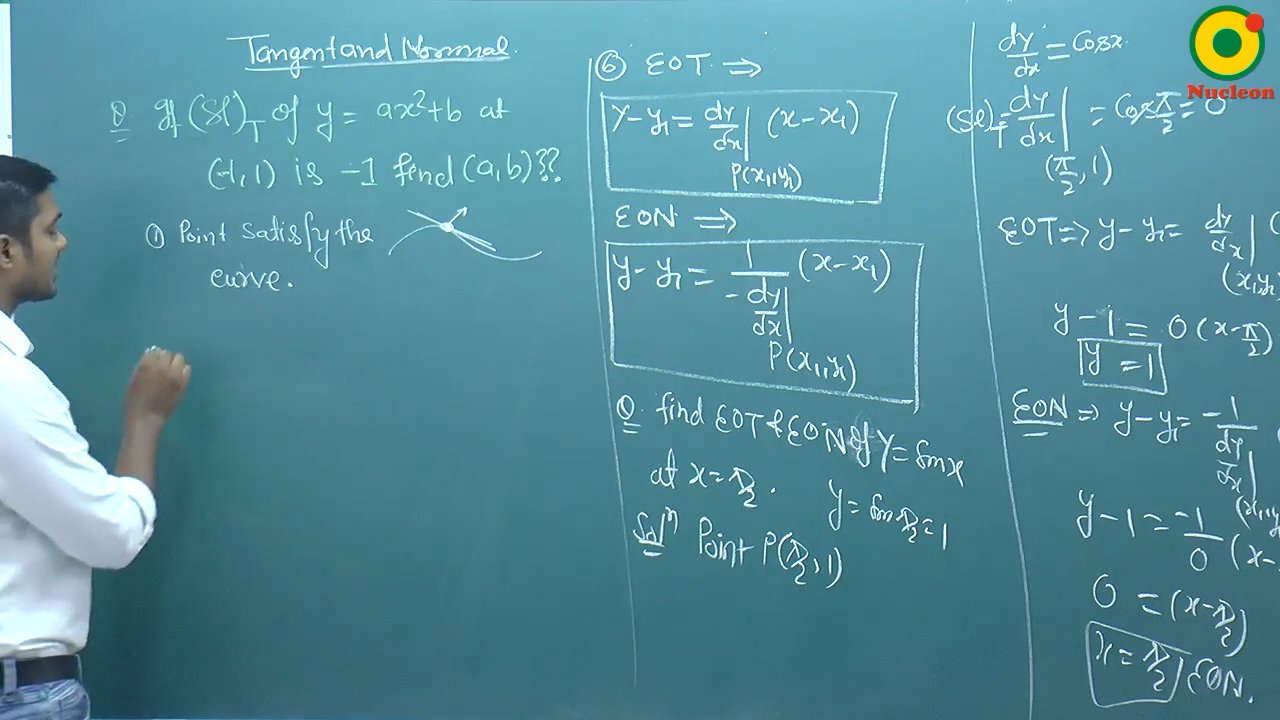 Tangent and Normal.
Q If (Sl)T of y = ax²+b at
(-1, 1) is -1 find (a, b)??
① Point satisfy the
curve.
⑥ EOT ⇒
y - y₁ = dy/dx| (x - x₁)
P(x₁, y₁)
EON ⇒
y - y₁ = 1/-dy/dx| (x - x₁)
P(x₁, y₁)
Q. find EOT & EON of y = sin x
at x = π/2. y = sin π/2 = 1
Solⁿ Point P(π/2, 1)
dy/dx = Cos x.
(Sl)T = dy/dx| = Cos π/2 = 0
(π/2, 1)
EOT ⇒ y - y₁ = dy/dx| (
(x₁, y₁
y - 1 = 0 (x - π/2)
y = 1
EON ⇒ y - y₁ = -1/dy/dx|
(x₁, y
y - 1 = -1/0 (x -
0 = (x - π/2)
x = π/2 EON.
Nucleon